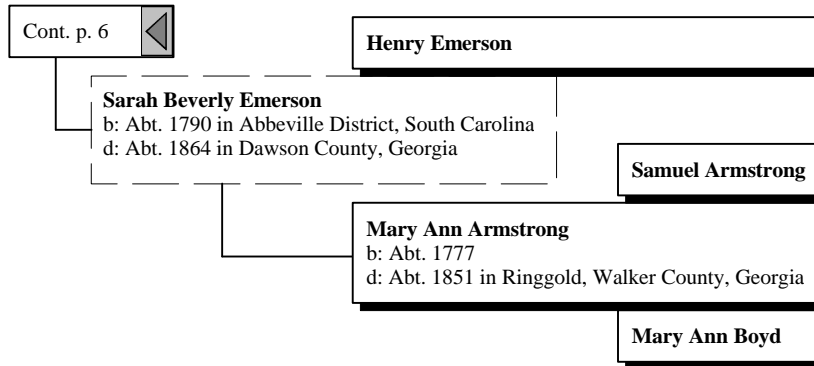 Cont. p. 6
Henry Emerson
Sarah Beverly Emerson
b: Abt. 1790 in Abbeville District, South Carolina
d: Abt. 1864 in Dawson County, Georgia
Samuel Armstrong
Mary Ann Armstrong
b: Abt. 1777
d: Abt. 1851 in Ringgold, Walker County, Georgia
Mary Ann Boyd